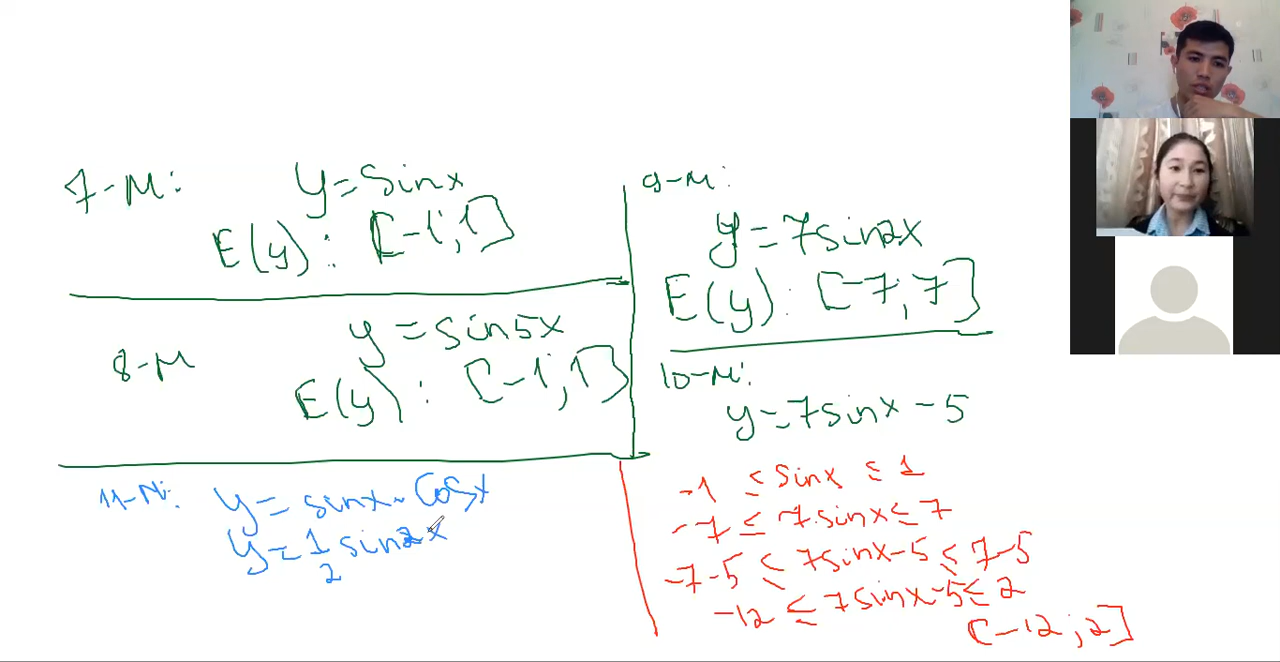 7-м: y=sinx
E(y): [-1;1]
8-м y=sin5x
E(y): [-1;1]
9-м:
y=7sin2x
E(y): [-7;7]
10-м:
y=7sinx-5
-1 ≤ sinx ≤ 1
-7 ≤ 7.sinx ≤ 7
-7-5 ≤ 7sinx-5 ≤ 7-5
-12 ≤ 7sinx-5 ≤ 2
[-12;2]
11-м: y=sinx·cosx
y=1/2 sin2x